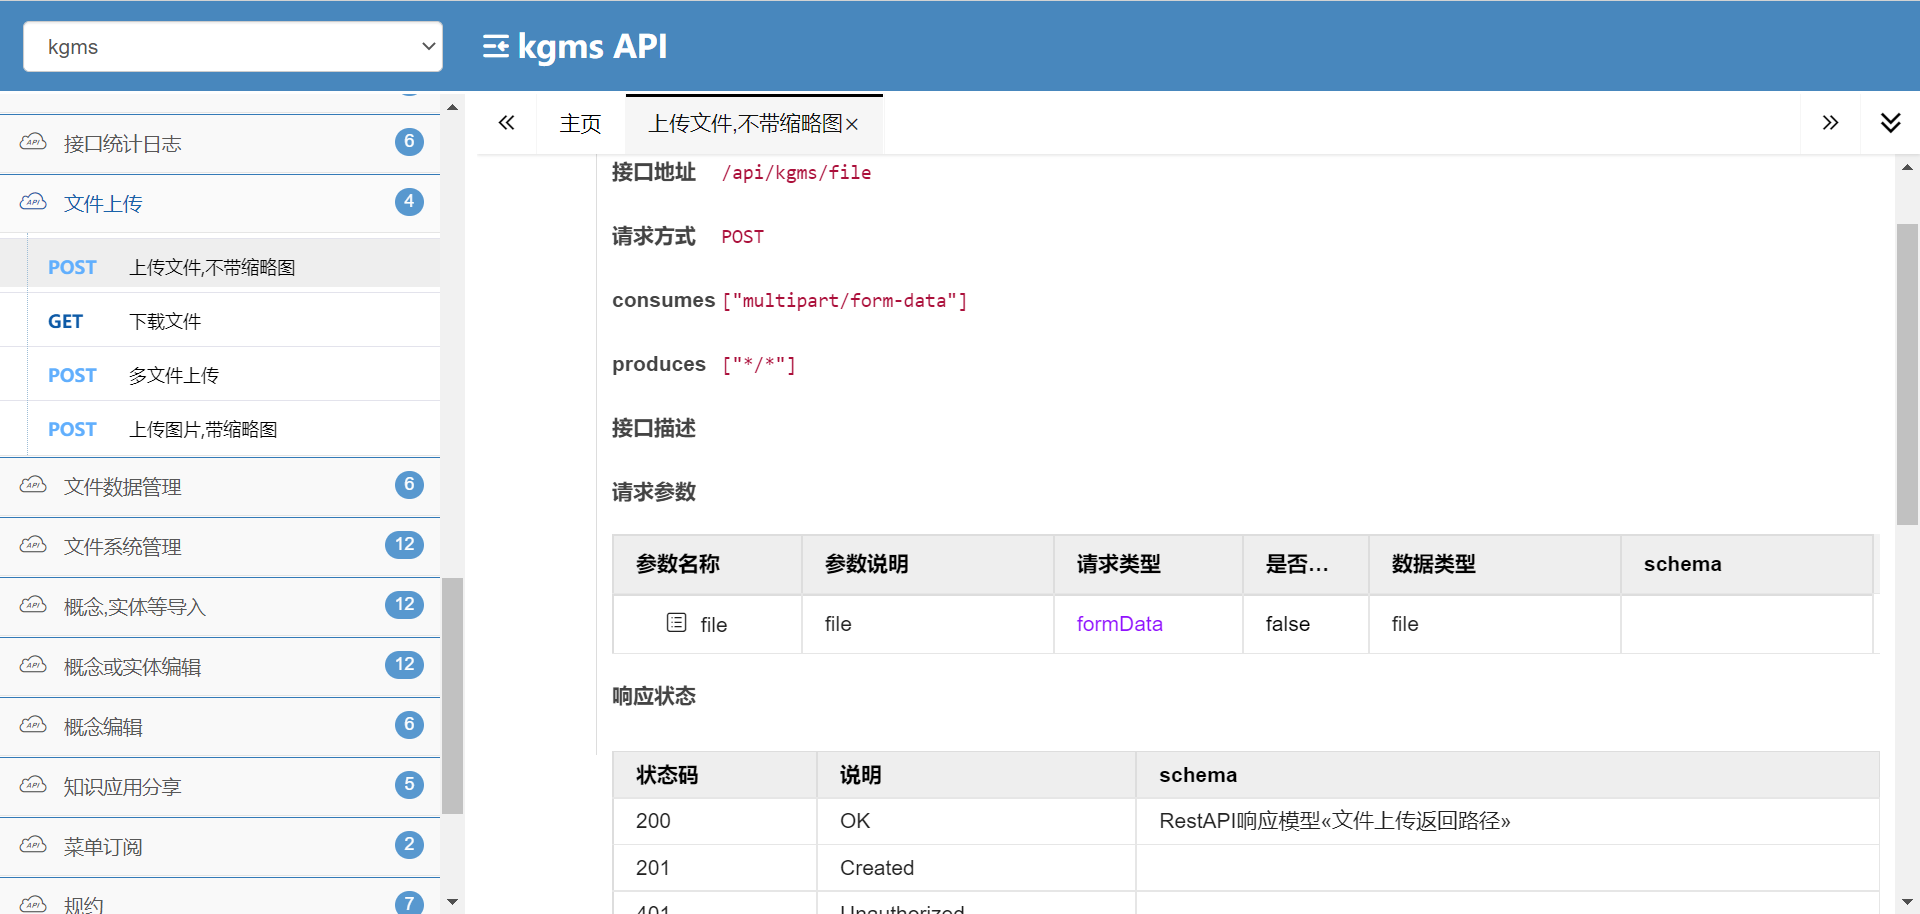 kgms
kgms API
接口统计日志 6
文件上传 4
POST 上传文件,不带缩略图
GET 下载文件
POST 多文件上传
POST 上传图片,带缩略图
文件数据管理 6
文件系统管理 12
概念,实体等导入 12
概念或实体编辑 12
概念编辑 6
知识应用分享 5
菜单订阅 2
规约 7
主页 上传文件,不带缩略图×
接口地址 /api/kgms/file
请求方式 POST
consumes ["multipart/form-data"]
produces ["*/*"]
接口描述
请求参数
参数名称 参数说明 请求类型 是否... 数据类型 schema
file file formData false file
响应状态
状态码 说明 schema
200 OK RestAPI响应模型«文件上传返回路径»
201 Created
401 Unauthorized